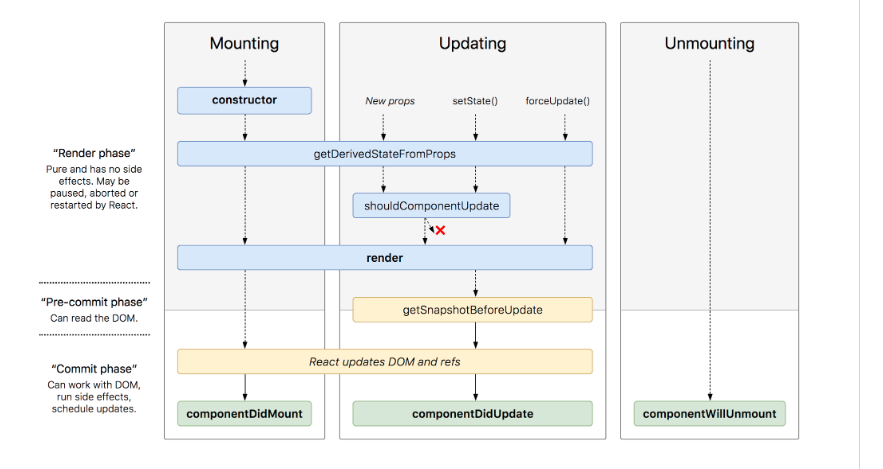 Mounting
Updating
Unmounting
constructor
New props
setState()
forceUpdate()
"Render phase"
Pure and has no side
effects. May be
paused, aborted or
restarted by React.
getDerivedStateFromProps
shouldComponentUpdate
render
"Pre-commit phase"
Can read the DOM.
getSnapshotBeforeUpdate
"Commit phase"
Can work with DOM,
run side effects,
schedule updates.
React updates DOM and refs
componentDidMount
componentDidUpdate
componentWillUnmount